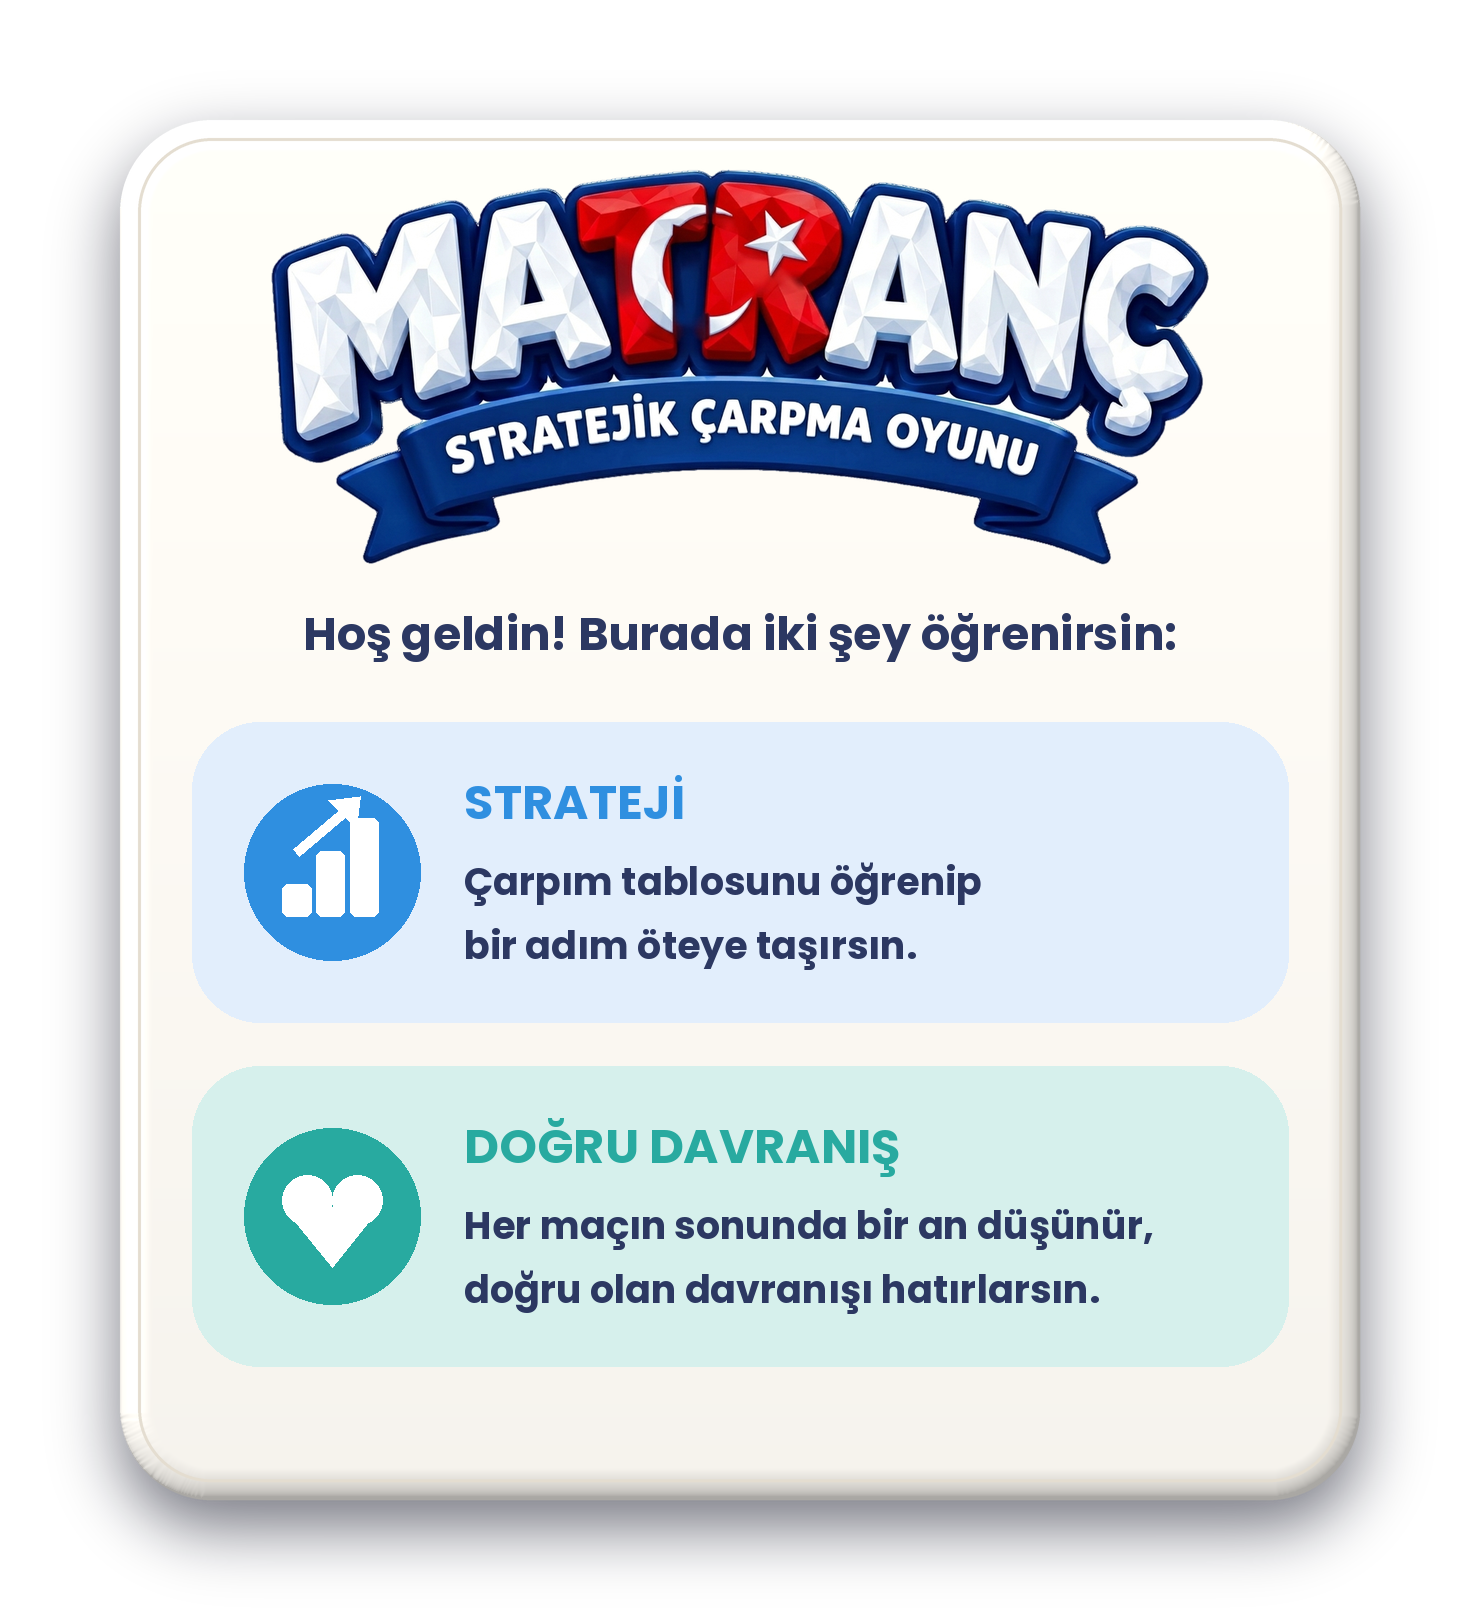 MATRANÇ
STRATEJİK ÇARPMA OYUNU
Hoş geldin! Burada iki şey öğrenirsin:
STRATEJİ
Çarpım tablosunu öğrenip
bir adım öteye taşırsın.
DOĞRU DAVRANIŞ
Her maçın sonunda bir an düşünür,
doğru olan davranışı hatırlarsın.